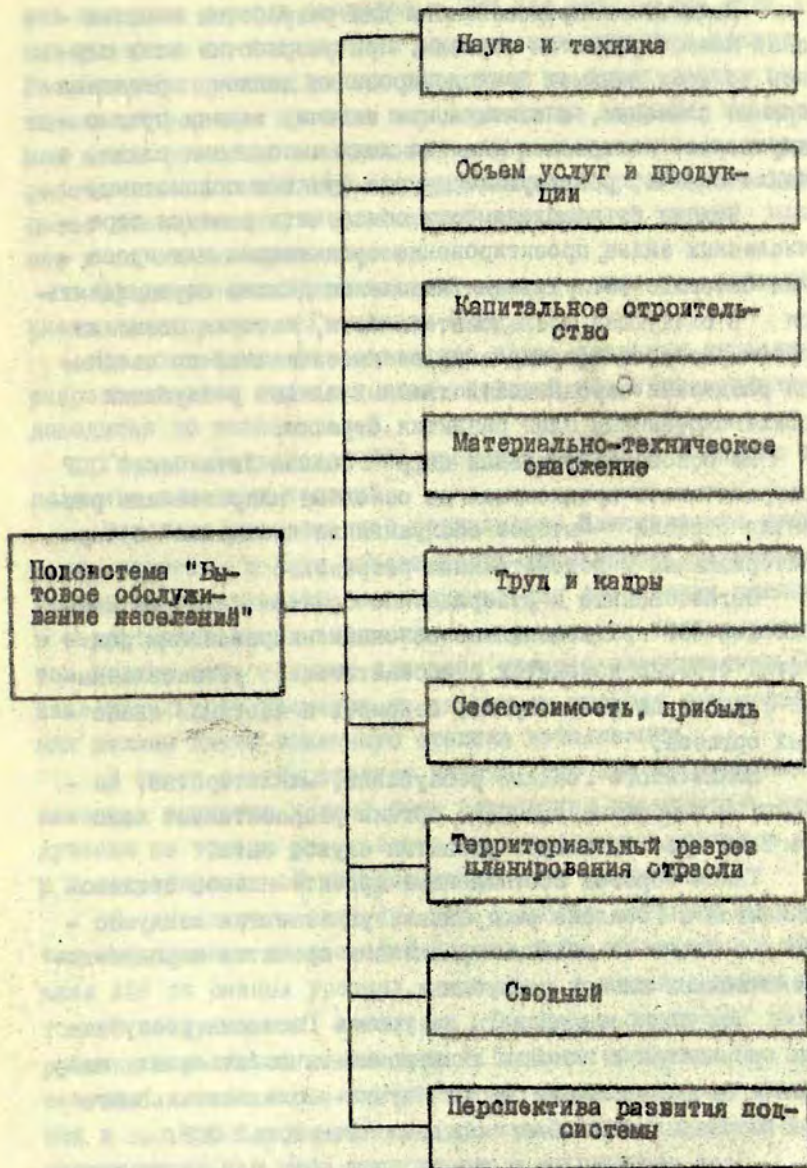 Наука и техника
Объем услуг и продук-
ции
Капитальное строитель-
ство
Материально-техническое
снабжение
Подсистема "Бы-
товое обслужи-
вание населений"
Труд и кадры
Себестоимость, прибыль
Территориальный разрез
планирования отрасли
Сводный
Перспектива развития под-
системы